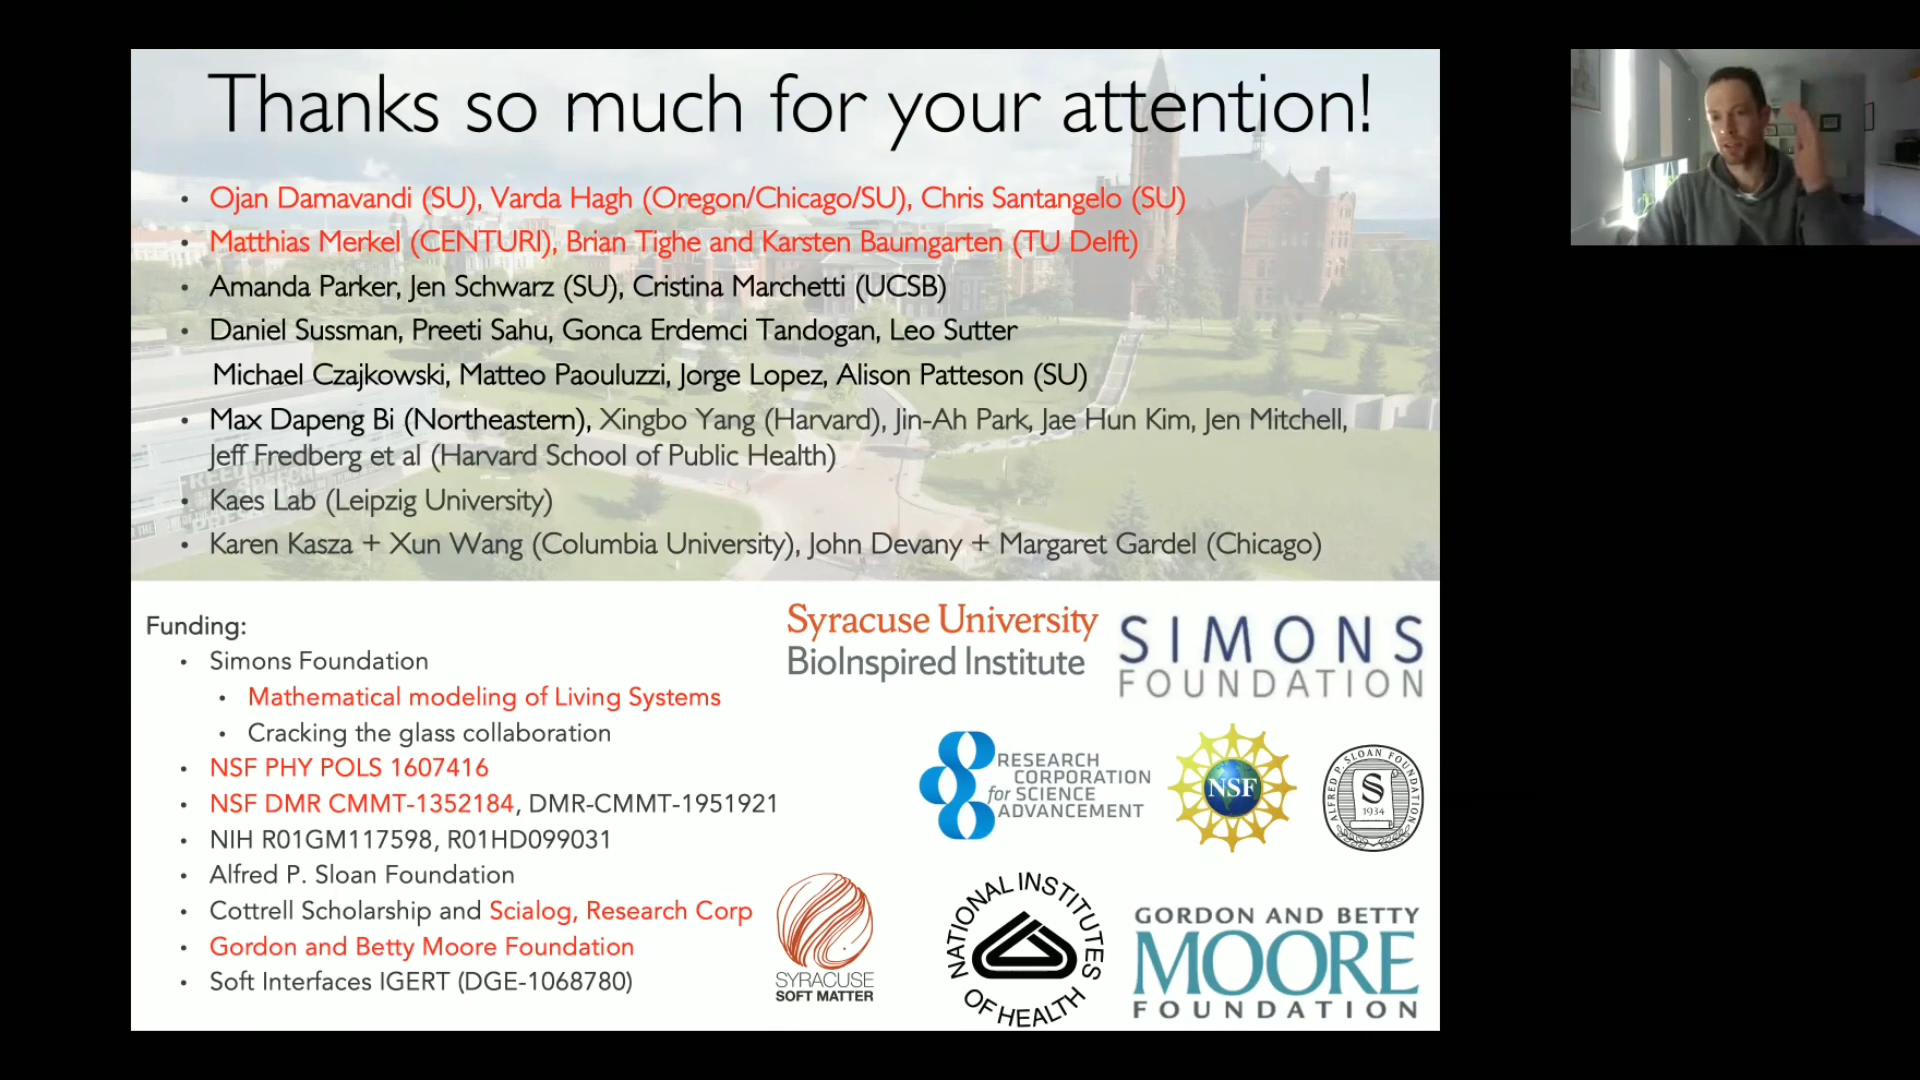 Thanks so much for your attention!
• Ojan Damavandi (SU), Varda Hagh (Oregon/Chicago/SU), Chris Santangelo (SU)
• Matthias Merkel (CENTURI), Brian Tighe and Karsten Baumgarten (TU Delft)
• Amanda Parker, Jen Schwarz (SU), Cristina Marchetti (UCSB)
• Daniel Sussman, Preeti Sahu, Gonca Erdemci Tandogan, Leo Sutter
Michael Czajkowski, Matteo Paouluzzi, Jorge Lopez, Alison Patteson (SU)
• Max Dapeng Bi (Northeastern), Xingbo Yang (Harvard), Jin-Ah Park, Jae Hun Kim, Jen Mitchell,
Jeff Fredberg et al (Harvard School of Public Health)
• Kaes Lab (Leipzig University)
• Karen Kasza + Xun Wang (Columbia University), John Devany + Margaret Gardel (Chicago)
Funding:
• Simons Foundation
• Mathematical modeling of Living Systems
• Cracking the glass collaboration
• NSF PHY POLS 1607416
• NSF DMR CMMT-1352184, DMR-CMMT-1951921
• NIH R01GM117598, R01HD099031
• Alfred P. Sloan Foundation
• Cottrell Scholarship and Scialog, Research Corp
• Gordon and Betty Moore Foundation
• Soft Interfaces IGERT (DGE-1068780)
Syracuse University
BioInspired Institute
SIMONS
FOUNDATION
RESEARCH
CORPORATION
for SCIENCE
ADVANCEMENT
NSF
ALFRED P. SLOAN FOUNDATION
S
1934
SYRACUSE
SOFT MATTER
NATIONAL INSTITUTES
OF HEALTH
GORDON AND BETTY
MOORE
FOUNDATION